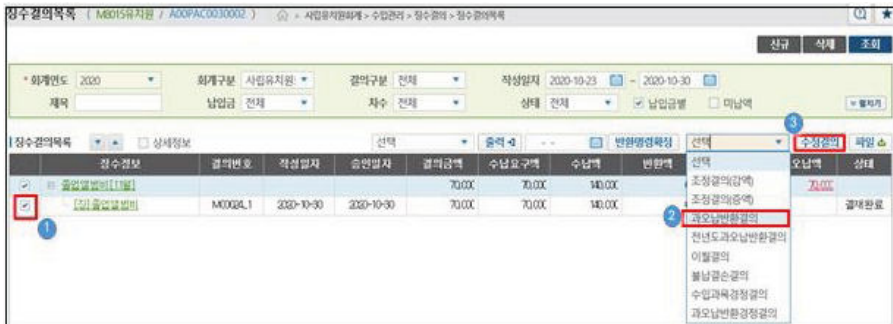 징수결의목록 ( MB015유치원 / A00PAC0030002 ) > 사립유치원회계 > 수입관리 > 징수결의 > 징수결의목록
신규 삭제 조회
* 회계연도 2020 회계구분 사립유치원 결의구분 전체 작성일자 2020-10-23 - 2020-10-30
제목 납입금 전체 차수 전체 상태 전체 납입금별 미납액 펼치기
3
징수결의목록 상세정보 선택 출력 - - 반환명령확정 선택 수정결의 파일
징수정보 결의번호 작성일자 승인일자 결의금액 수납요구액 수납액 반환액 오납액 상태
선택
졸업앨범비[11월] 70,00 70,00 140,00 70,00
조정결의(감액)
조정결의(증액)
[징]졸업앨범비 M00024_1 2020-10-30 2020-10-30 70,00 70,00 140,00 결재완료
1
2 과오납반환결의
전년도과오납반환결의
이월결의
불납결손결의
수입과목경정결의
과오납반환경정결의